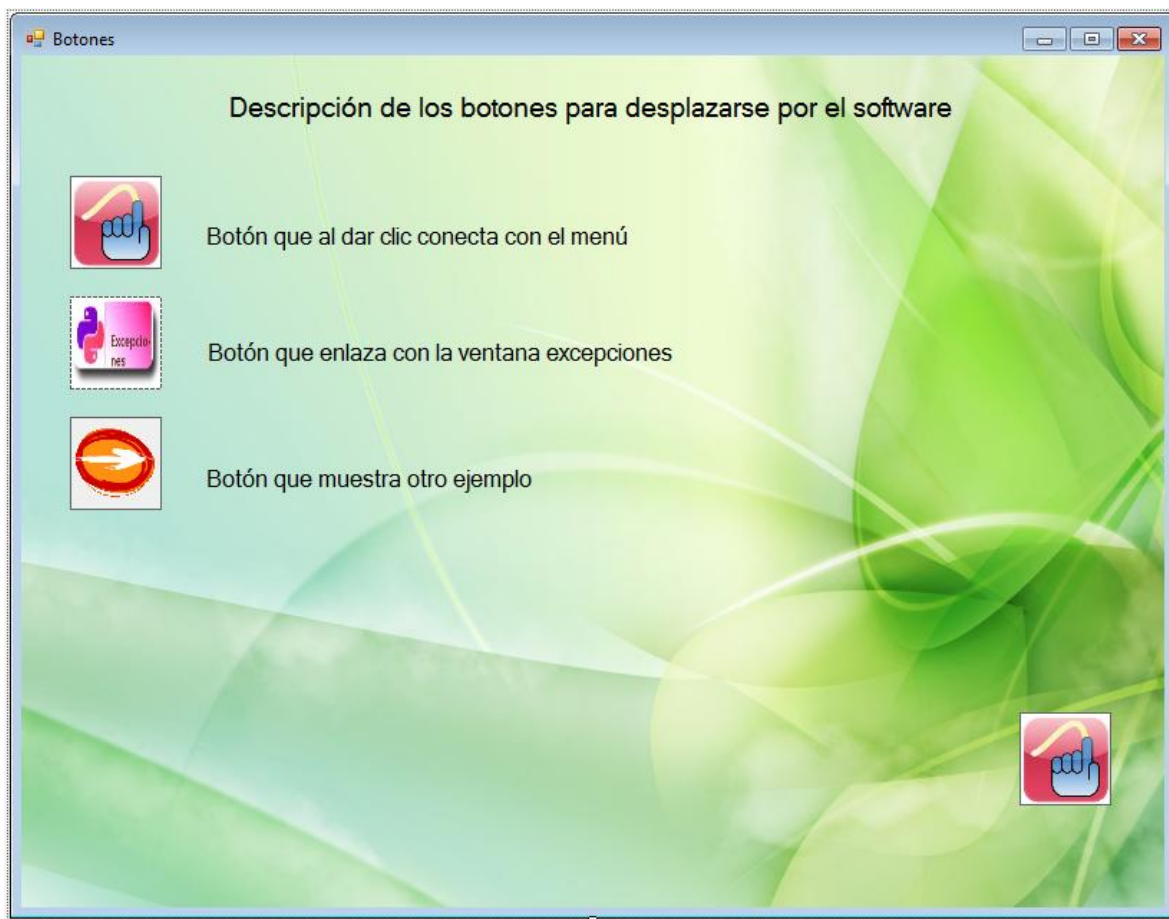 Botones
Descripción de los botones para desplazarse por el software
Botón que al dar clic conecta con el menú
Excepcio-
nes
Botón que enlaza con la ventana excepciones
Botón que muestra otro ejemplo